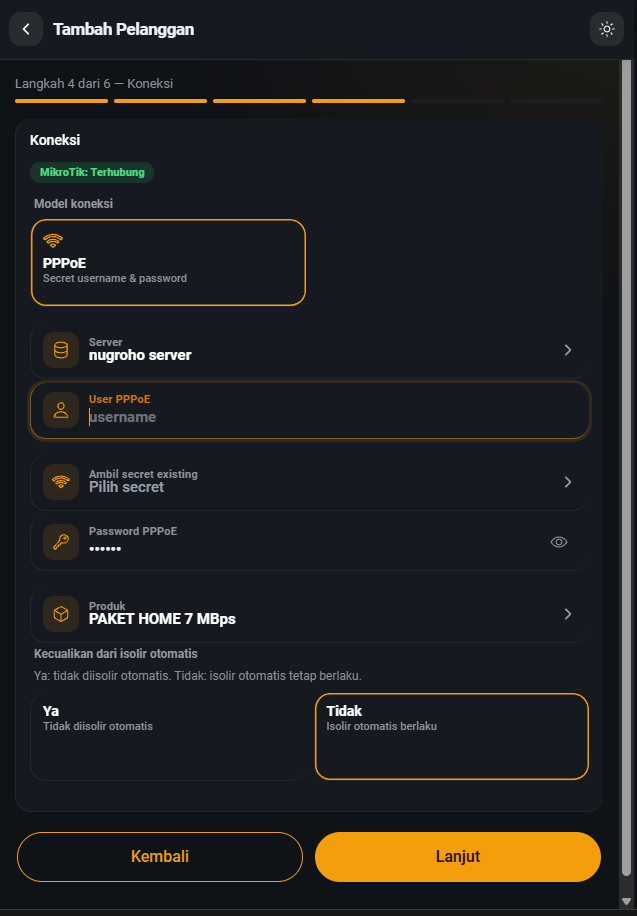 Tambah Pelanggan
Langkah 4 dari 6 — Koneksi
Koneksi
MikroTik: Terhubung
Model koneksi
PPPoE
Secret username & password
Server
nugroho server
User PPPoE
username
Ambil secret existing
Pilih secret
Password PPPoE
••••••
Produk
PAKET HOME 7 MBps
Kecualikan dari isolir otomatis
Ya: tidak diisolir otomatis. Tidak: isolir otomatis tetap berlaku.
Ya
Tidak diisolir otomatis
Tidak
Isolir otomatis berlaku
Kembali
Lanjut